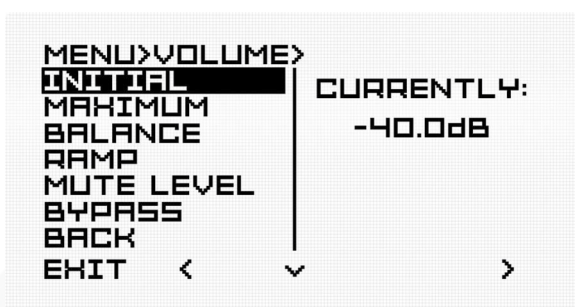 MENU>VOLUME>
INITIAL
MAXIMUM
BALANCE
RAMP
MUTE LEVEL
BYPASS
BACK
EXIT < ⌄ >
CURRENTLY:
-40.0dB